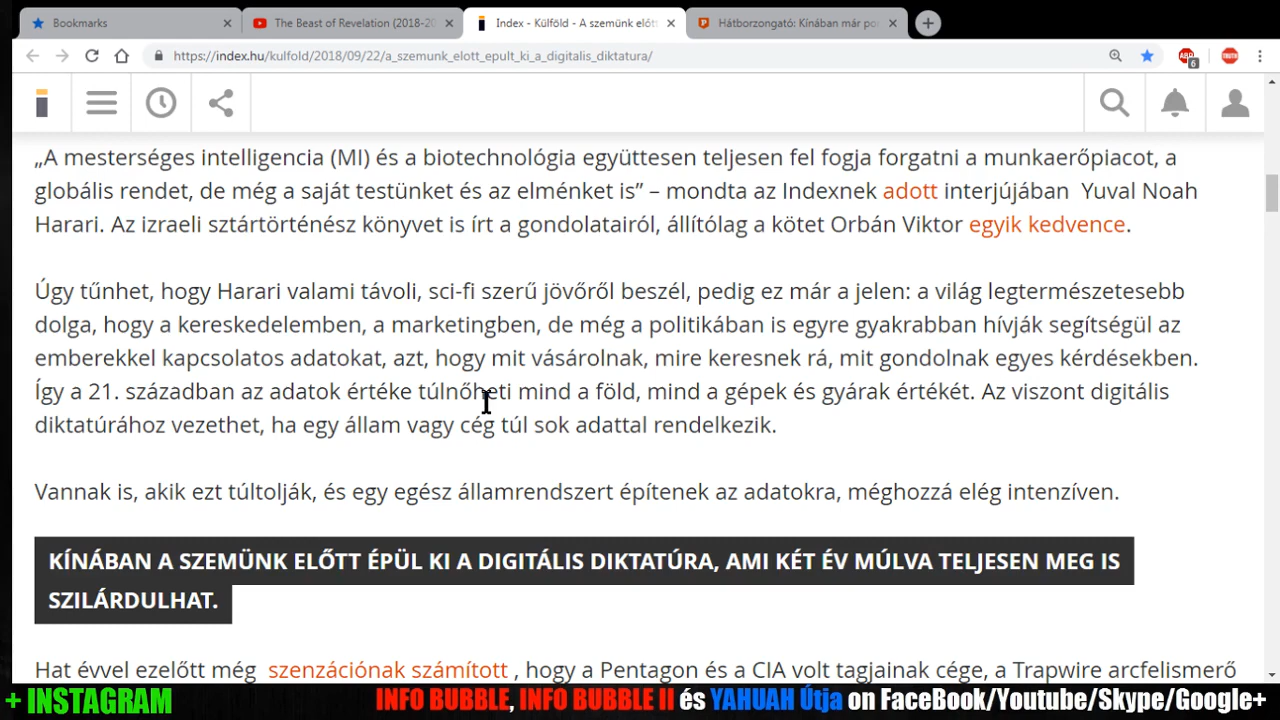 Bookmarks
The Beast of Revelation (2018-20
Index - Külföld - A szemünk előtt
Hátborzongató: Kínában már po
https://index.hu/kulfold/2018/09/22/a_szemunk_elott_epult_ki_a_digitalis_diktatura/
ABP
6
TRUTH
„A mesterséges intelligencia (MI) és a biotechnológia együttesen teljesen fel fogja forgatni a munkaerőpiacot, a
globális rendet, de még a saját testünket és az elménket is” – mondta az Indexnek adott interjújában Yuval Noah
Harari. Az izraeli sztártörténész könyvet is írt a gondolatairól, állítólag a kötet Orbán Viktor egyik kedvence.
Úgy tűnhet, hogy Harari valami távoli, sci-fi szerű jövőről beszél, pedig ez már a jelen: a világ legtermészetesebb
dolga, hogy a kereskedelemben, a marketingben, de még a politikában is egyre gyakrabban hívják segítségül az
emberekkel kapcsolatos adatokat, azt, hogy mit vásárolnak, mire keresnek rá, mit gondolnak egyes kérdésekben.
Így a 21. században az adatok értéke túlnőheti mind a föld, mind a gépek és gyárak értékét. Az viszont digitális
diktatúrához vezethet, ha egy állam vagy cég túl sok adattal rendelkezik.
Vannak is, akik ezt túltolják, és egy egész államrendszert építenek az adatokra, méghozzá elég intenzíven.
KÍNÁBAN A SZEMÜNK ELŐTT ÉPÜL KI A DIGITÁLIS DIKTATÚRA, AMI KÉT ÉV MÚLVA TELJESEN MEG IS
SZILÁRDULHAT.
Hat évvel ezelőtt még szenzációnak számított , hogy a Pentagon és a CIA volt tagjainak cége, a Trapwire arcfelismerő
+ INSTAGRAM
INFO BUBBLE, INFO BUBBLE II és YAHUAH Útja on FaceBook/Youtube/Skype/Google+